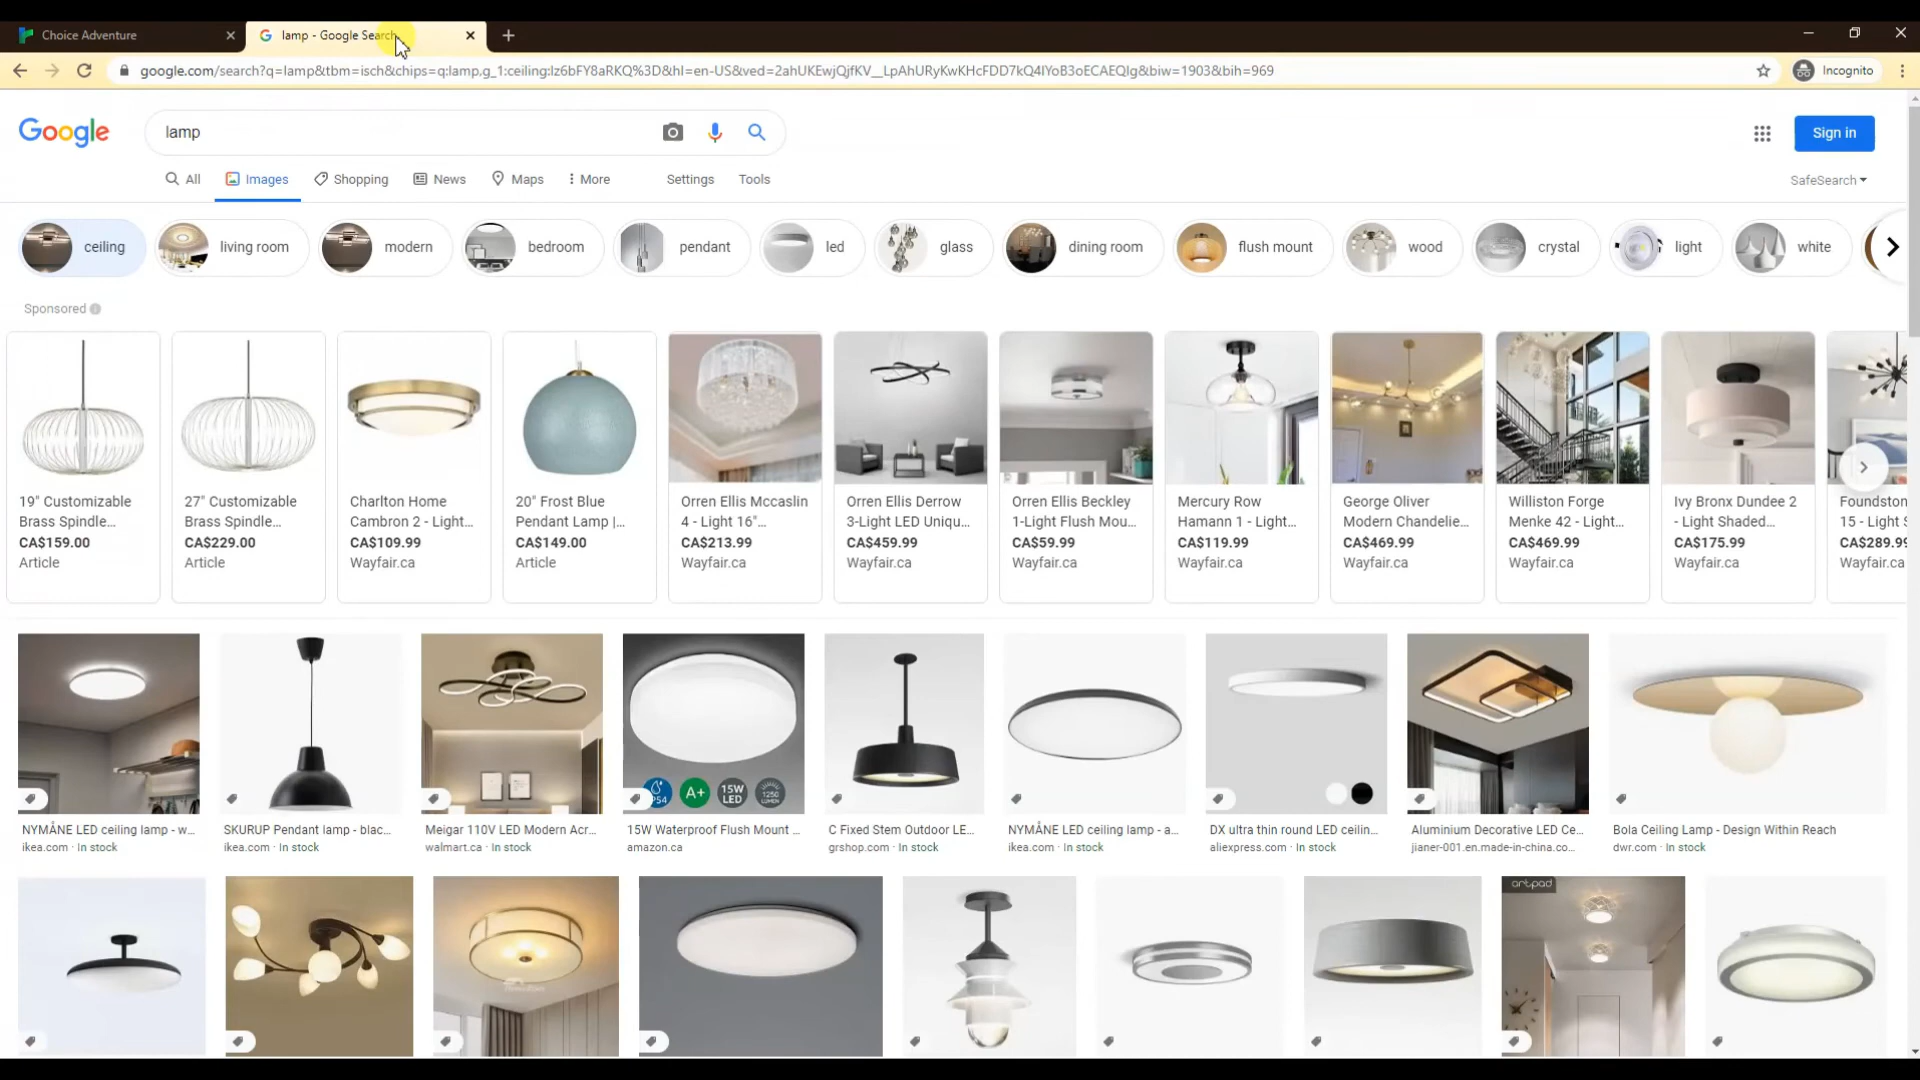 Choice Adventure
lamp - Google Search
google.com/search?q=lamp&tbm=isch&chips=q:lamp,g_1:ceiling:lz6bFY8aRKQ%3D&hl=en-US&ved=2ahUKEwjQjfKV__LpAhURyKwKHcFDD7kQ4lYoB3oECAEQIg&biw=1903&bih=969
Incognito
Google
lamp
Sign in
All
Images
Shopping
News
Maps
More
Settings
Tools
SafeSearch
ceiling
living room
modern
bedroom
pendant
led
glass
dining room
flush mount
wood
crystal
light
white
Sponsored
19" Customizable
Brass Spindle...
CA$159.00
Article
27" Customizable
Brass Spindle...
CA$229.00
Article
Charlton Home
Cambron 2 - Light...
CA$109.99
Wayfair.ca
20" Frost Blue
Pendant Lamp |...
CA$149.00
Article
Orren Ellis Mccaslin
4 - Light 16"...
CA$213.99
Wayfair.ca
Orren Ellis Derrow
3-Light LED Uniqu...
CA$459.99
Wayfair.ca
Orren Ellis Beckley
1-Light Flush Mou...
CA$59.99
Wayfair.ca
Mercury Row
Hamann 1 - Light...
CA$119.99
Wayfair.ca
George Oliver
Modern Chandelie...
CA$469.99
Wayfair.ca
Williston Forge
Menke 42 - Light...
CA$469.99
Wayfair.ca
Ivy Bronx Dundee 2
- Light Shaded...
CA$175.99
Wayfair.ca
Foundston
15 - Light S
CA$289.99
Wayfair.ca
A+
15W
LED
1250
LUMEN
NYMÅNE LED ceiling lamp - w...
ikea.com · In stock
SKURUP Pendant lamp - blac...
ikea.com · In stock
Meigar 110V LED Modern Acr...
walmart.ca · In stock
15W Waterproof Flush Mount ...
amazon.ca
C Fixed Stem Outdoor LE...
grshop.com · In stock
NYMÅNE LED ceiling lamp - a...
ikea.com · In stock
DX ultra thin round LED ceilin...
aliexpress.com · In stock
Aluminium Decorative LED Ce...
jianer-001.en.made-in-china.co...
Bola Ceiling Lamp - Design Within Reach
dwr.com · In stock
artpad